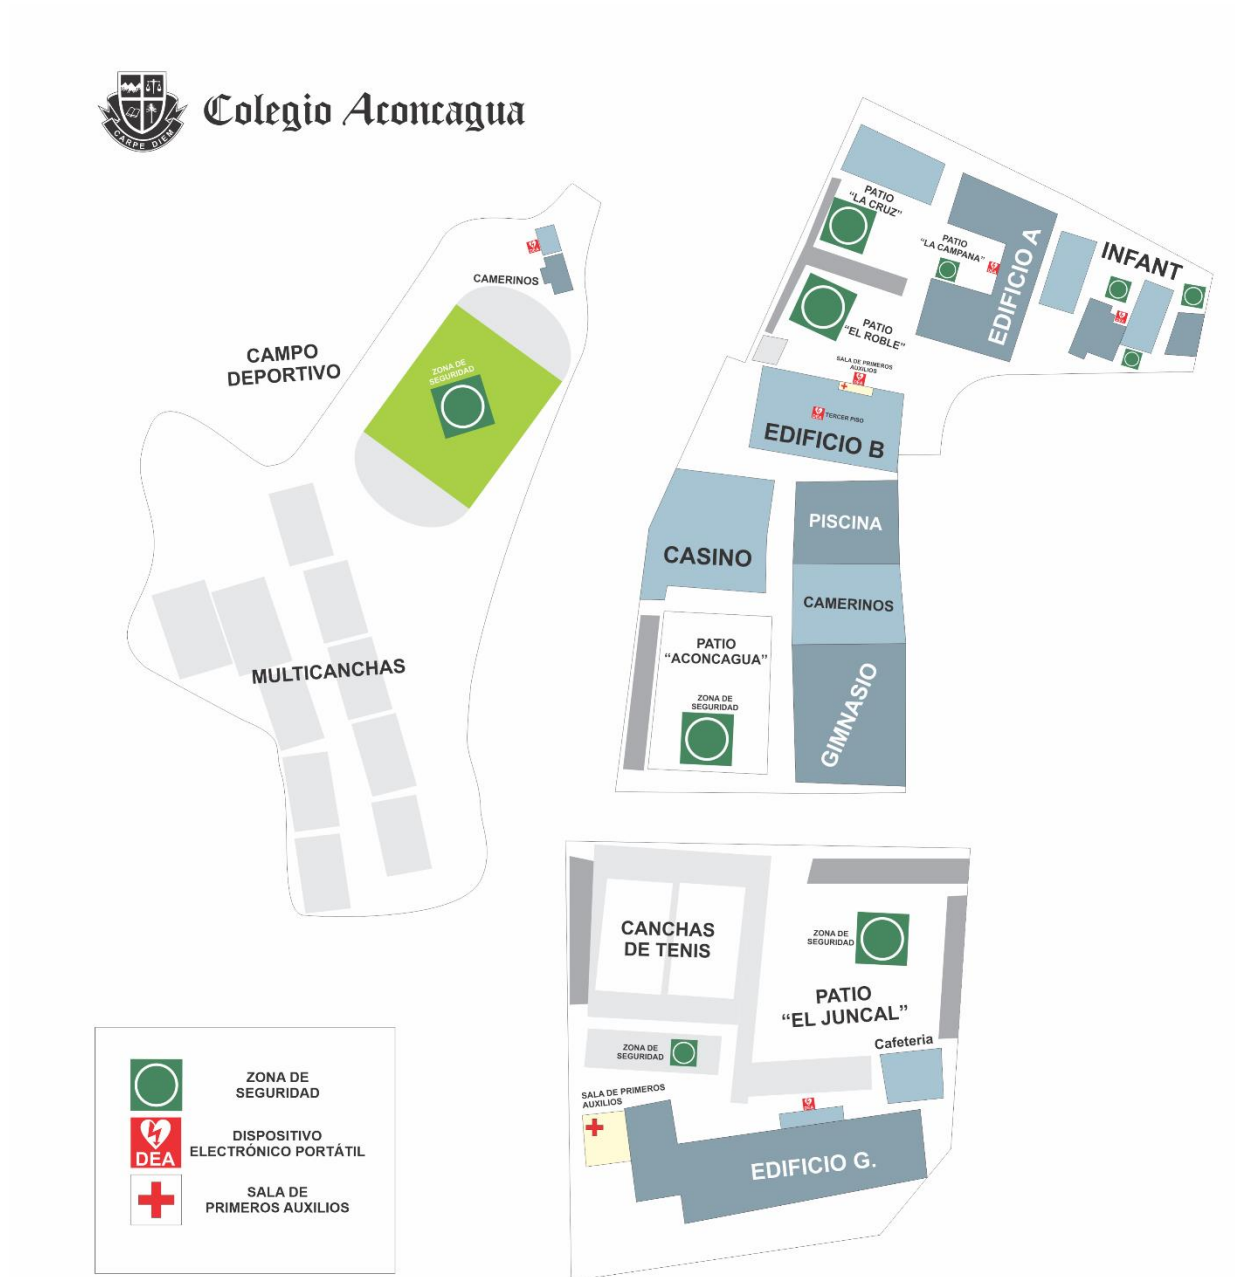 Colegio Aconcagua
CARPE DIEM
CAMERINOS
CAMPO
DEPORTIVO
ZONA DE
SEGURIDAD
MULTICANCHAS
PATIO
“LA CRUZ”
PATIO
“LA CAMPANA”
EDIFICIO A
INFANT
PATIO
“EL ROBLE”
SALA DE PRIMEROS
AUXILIOS
TERCER PISO
EDIFICIO B
PISCINA
CASINO
CAMERINOS
PATIO
“ACONCAGUA”
ZONA DE
SEGURIDAD
GIMNASIO
CANCHAS
DE TENIS
ZONA DE
SEGURIDAD
PATIO
“EL JUNCAL”
Cafeteria
ZONA DE
SEGURIDAD
SALA DE PRIMEROS
AUXILIOS
EDIFICIO G.
ZONA DE
SEGURIDAD
DEA
DISPOSITIVO
ELECTRÓNICO PORTÁTIL
SALA DE
PRIMEROS AUXILIOS